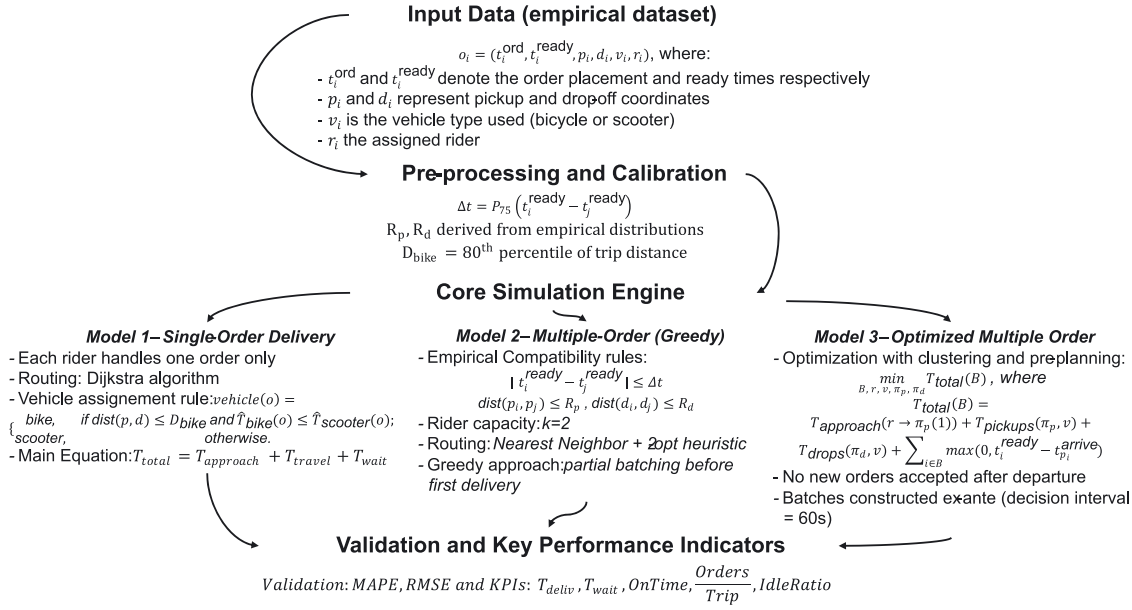 Input Data (empirical dataset)
o_i = (t_i^ord, t_i^ready, p_i, d_i, v_i, r_i), where:
- t_i^ord and t_i^ready denote the order placement and ready times respectively
- p_i and d_i represent pickup and drop-off coordinates
- v_i is the vehicle type used (bicycle or scooter)
- r_i the assigned rider
Pre-processing and Calibration
Δt = P_75 (t_i^ready − t_j^ready)
R_p, R_d derived from empirical distributions
D_bike = 80^th percentile of trip distance
Core Simulation Engine
Model 1–Single-Order Delivery
- Each rider handles one order only
- Routing: Dijkstra algorithm
- Vehicle assignement rule: vehicle(o) =
{ bike, if dist(p, d) ≤ D_bike and T̂_bike(o) ≤ T̂_scooter(o);
scooter, otherwise.
- Main Equation: T_total = T_approach + T_travel + T_wait
Model 2–Multiple-Order (Greedy)
- Empirical Compatibility rules:
| t_i^ready − t_j^ready | ≤ Δt
dist(p_i, p_j) ≤ R_p , dist(d_i, d_j) ≤ R_d
- Rider capacity: k=2
- Routing: Nearest Neighbor + 2opt heuristic
- Greedy approach: partial batching before
first delivery
Model 3–Optimized Multiple Order
- Optimization with clustering and pre-planning:
min_{B, r, v, π_p, π_d} T_total(B) , where
T_total(B) =
T_approach(r → π_p(1)) + T_pickups(π_p, v) +
T_drops(π_d, v) + ∑_{i∈B} max(0, t_i^ready − t_{p_i}^arrive)
- No new orders accepted after departure
- Batches constructed ex-ante (decision interval
= 60s)
Validation and Key Performance Indicators
Validation: MAPE, RMSE and KPIs: T_deliv, T_wait, OnTime, Orders/Trip, IdleRatio